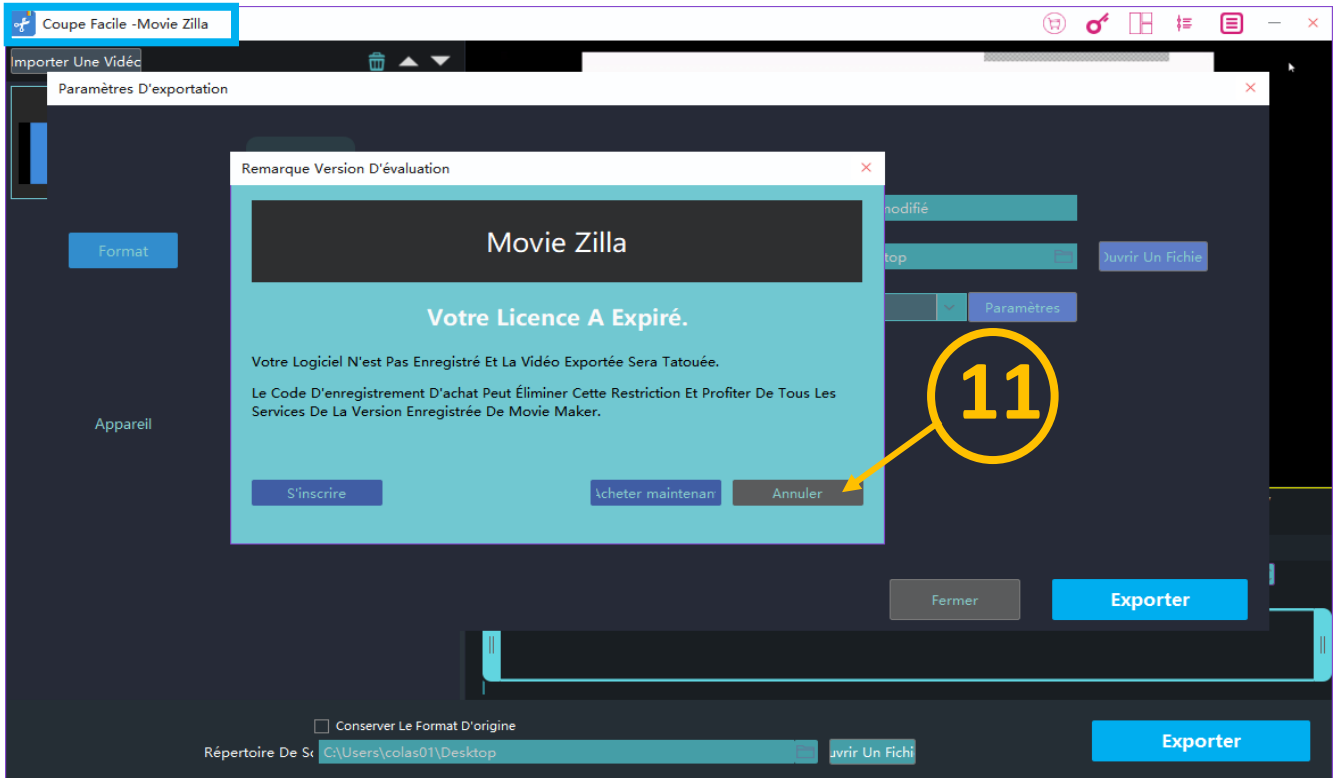 Coupe Facile -Movie Zilla
Importer Une Vidéc
Paramètres D'exportation
Remarque Version D'évaluation
Movie Zilla
modifié
Format
top
Ouvrir Un Fichie
Paramètres
Votre Licence A Expiré.
Votre Logiciel N'est Pas Enregistré Et La Vidéo Exportée Sera Tatouée.
Le Code D'enregistrement D'achat Peut Éliminer Cette Restriction Et Profiter De Tous Les
Services De La Version Enregistrée De Movie Maker.
11
Appareil
S'inscrire
Acheter maintenan
Annuler
Fermer
Exporter
Conserver Le Format D'origine
Répertoire De So
C:\Users\colas01\Desktop
uvrir Un Fichi
Exporter